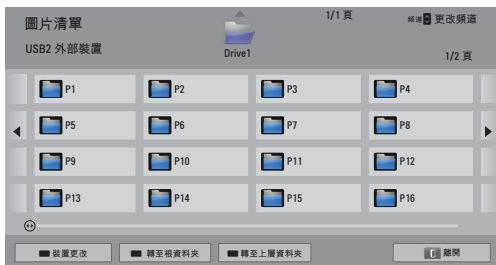 圖片清單
1/1 頁
頻道 更改頻道
USB2 外部裝置
Drive1
1/2 頁
P1
P2
P3
P4
P5
P6
P7
P8
P9
P10
P11
P12
P13
P14
P15
P16
裝置更改
轉至根資料夾
轉至上層資料夾
離開